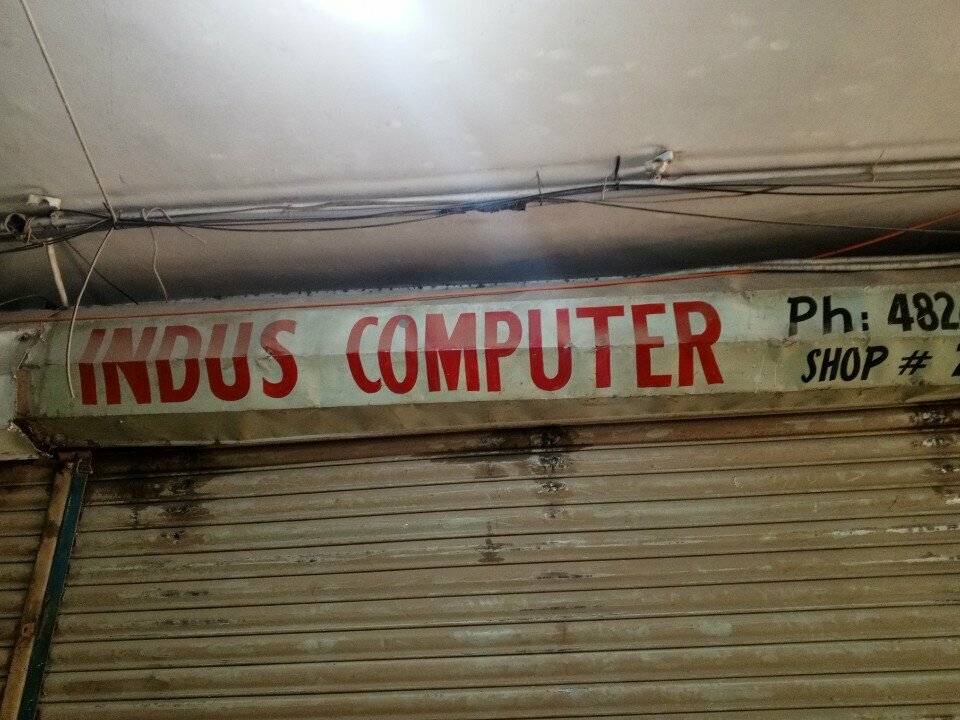 INDUS COMPUTER
Ph: 482
SHOP #